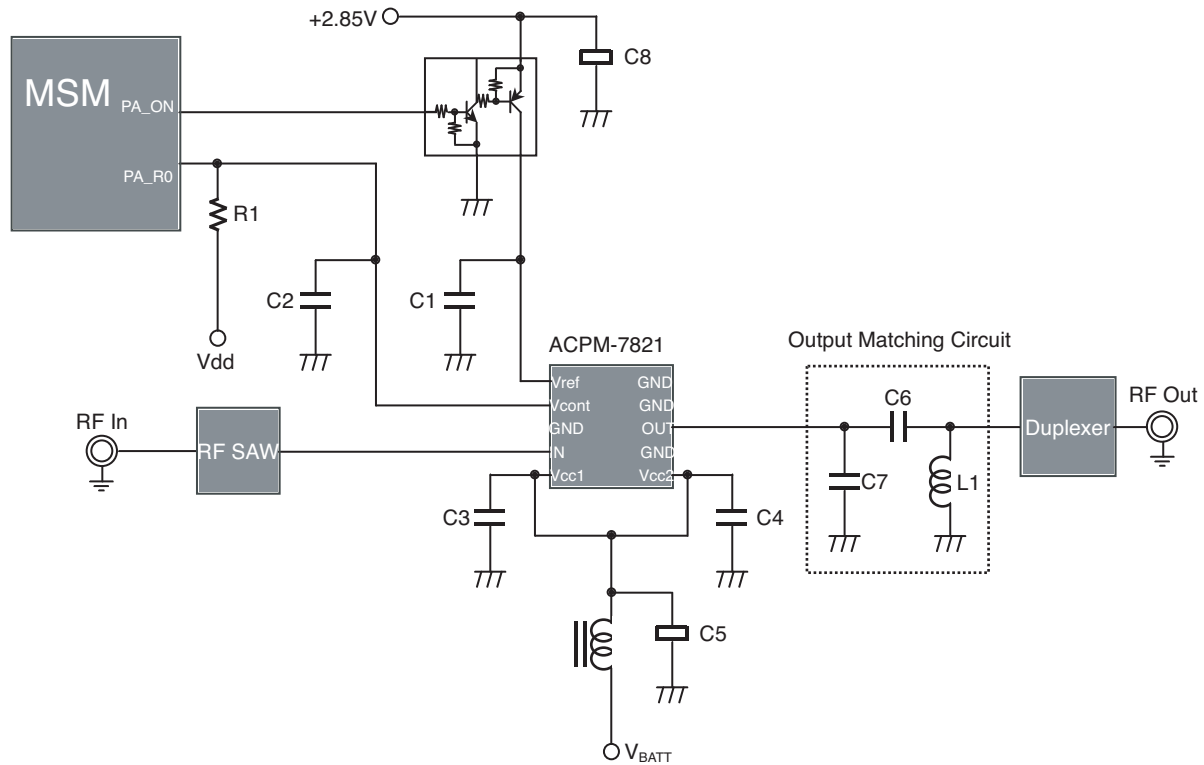 +2.85V
C8
MSM
PA_ON
PA_R0
R1
C2
C1
Vdd
ACPM-7821
Output Matching Circuit
Vref
GND
Vcont
GND
GND
OUT
IN
GND
Vcc1
Vcc2
RF In
RF SAW
C6
C7
L1
Duplexer
RF Out
C3
C4
C5
VBATT